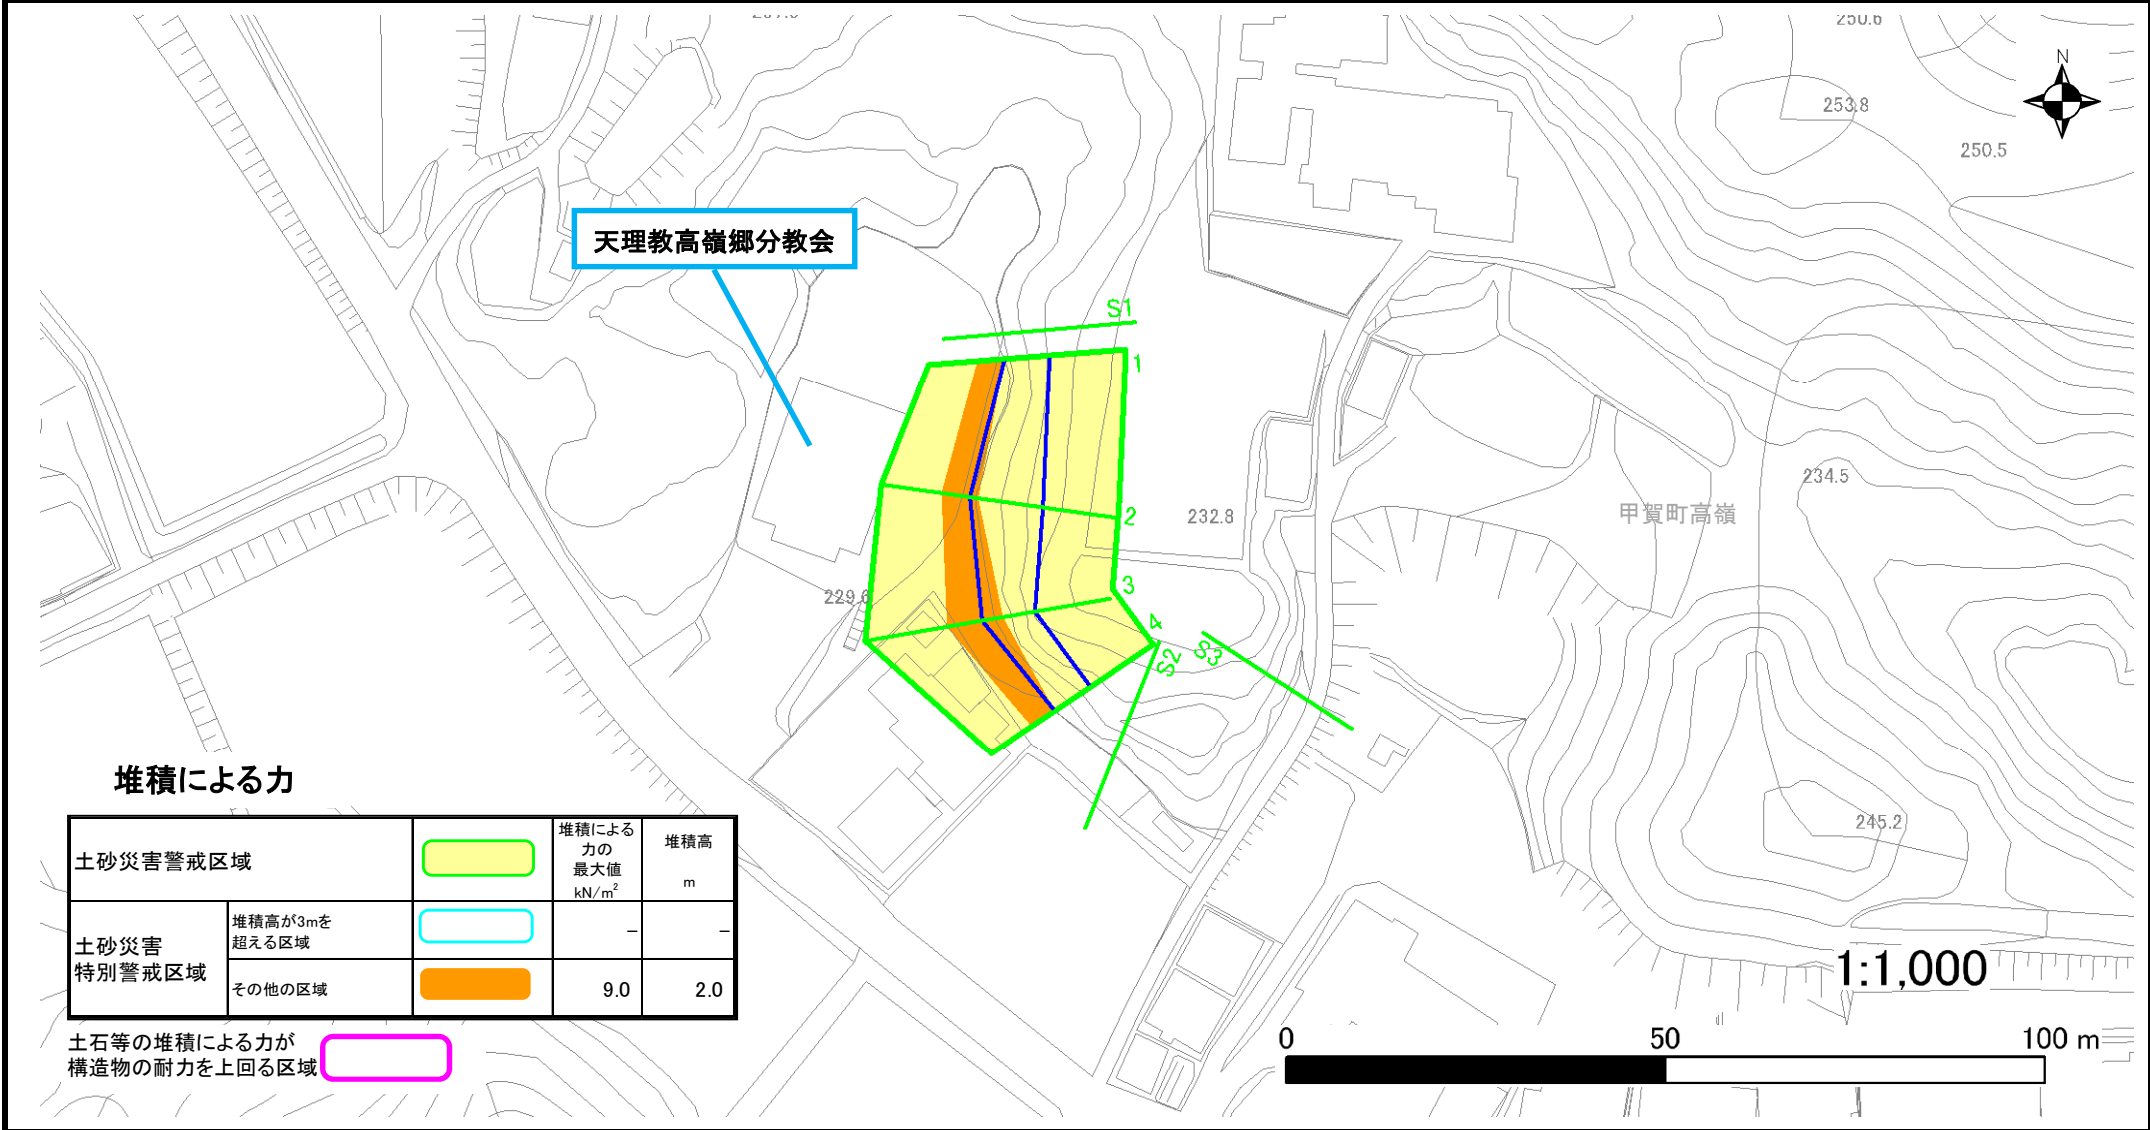 250.6
N
253.8
250.5
天理教高嶺郷分教会
S1
1
2
232.8
234.5
甲賀町高嶺
3
229.6
4
S2
S3
245.2
堆積による力
土砂災害警戒区域
堆積による
力の
最大値
kN/m²
堆積高
m
土砂災害
特別警戒区域
堆積高が3mを
超える区域
－
－
その他の区域
9.0
2.0
土石等の堆積による力が
構造物の耐力を上回る区域
1:1,000
0
50
100 m